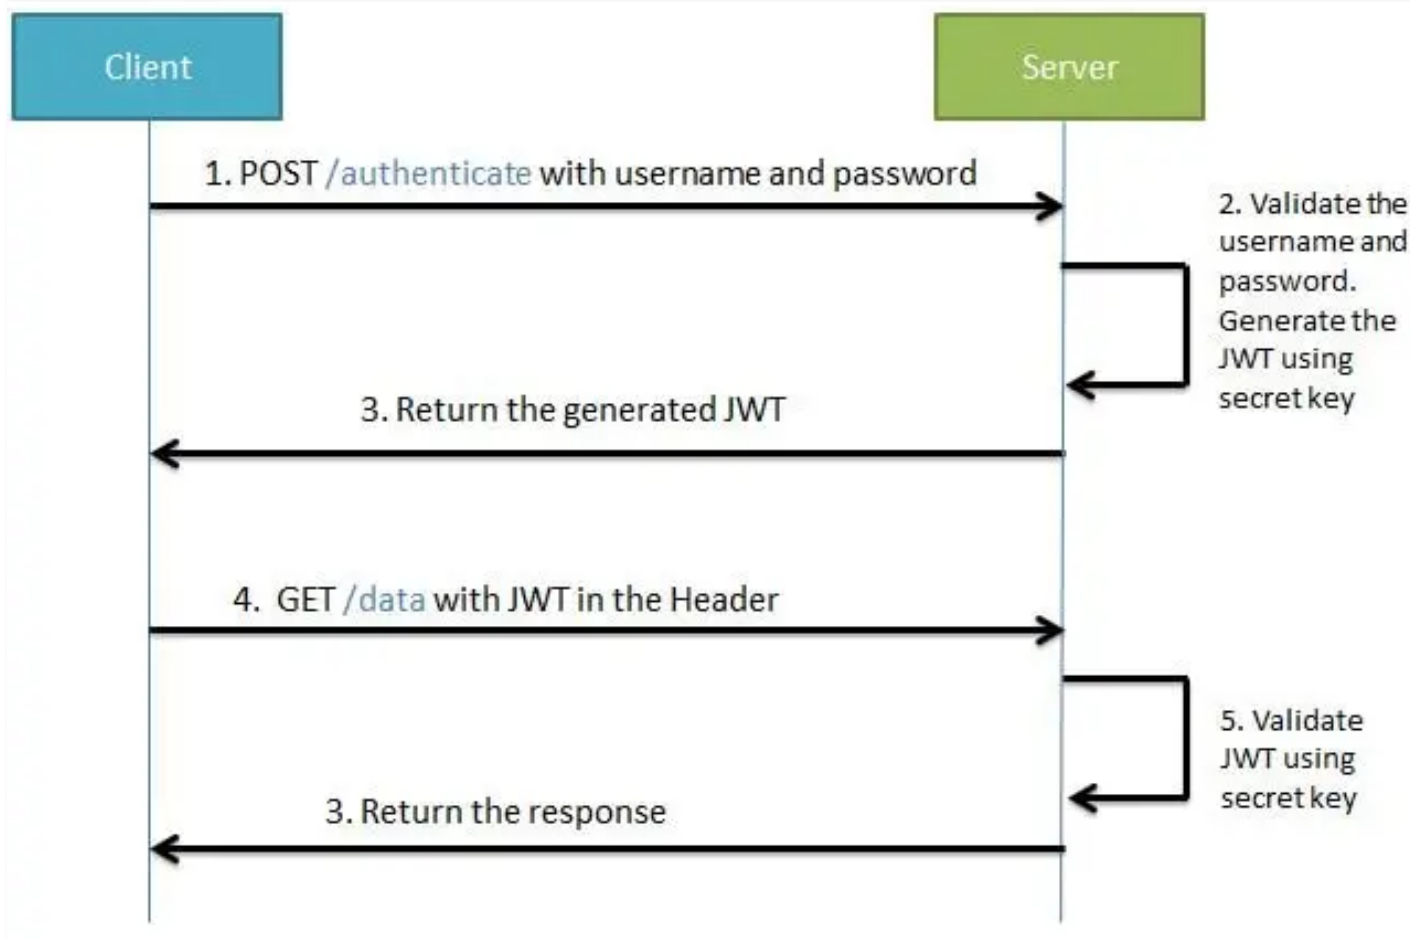 Client
Server
1. POST /authenticate with username and password
2. Validate the
username and
password.
Generate the
JWT using
secret key
3. Return the generated JWT
4. GET /data with JWT in the Header
5. Validate
JWT using
secret key
3. Return the response